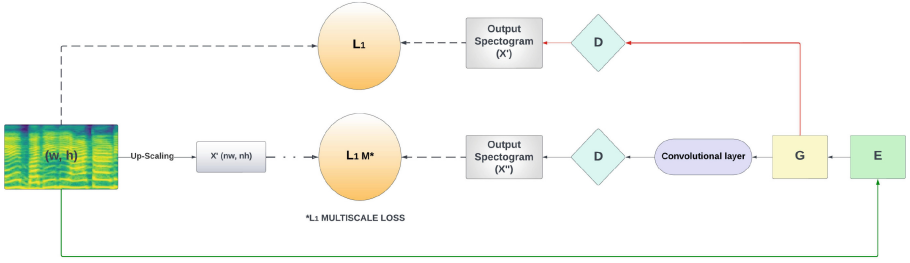 L1
Output
Spectogram
(X')
D
(w, h)
Up-Scaling
X' (nw, nh)
L1 M*
Output
Spectogram
(X'')
D
Convolutional layer
G
E
*L1 MULTISCALE LOSS